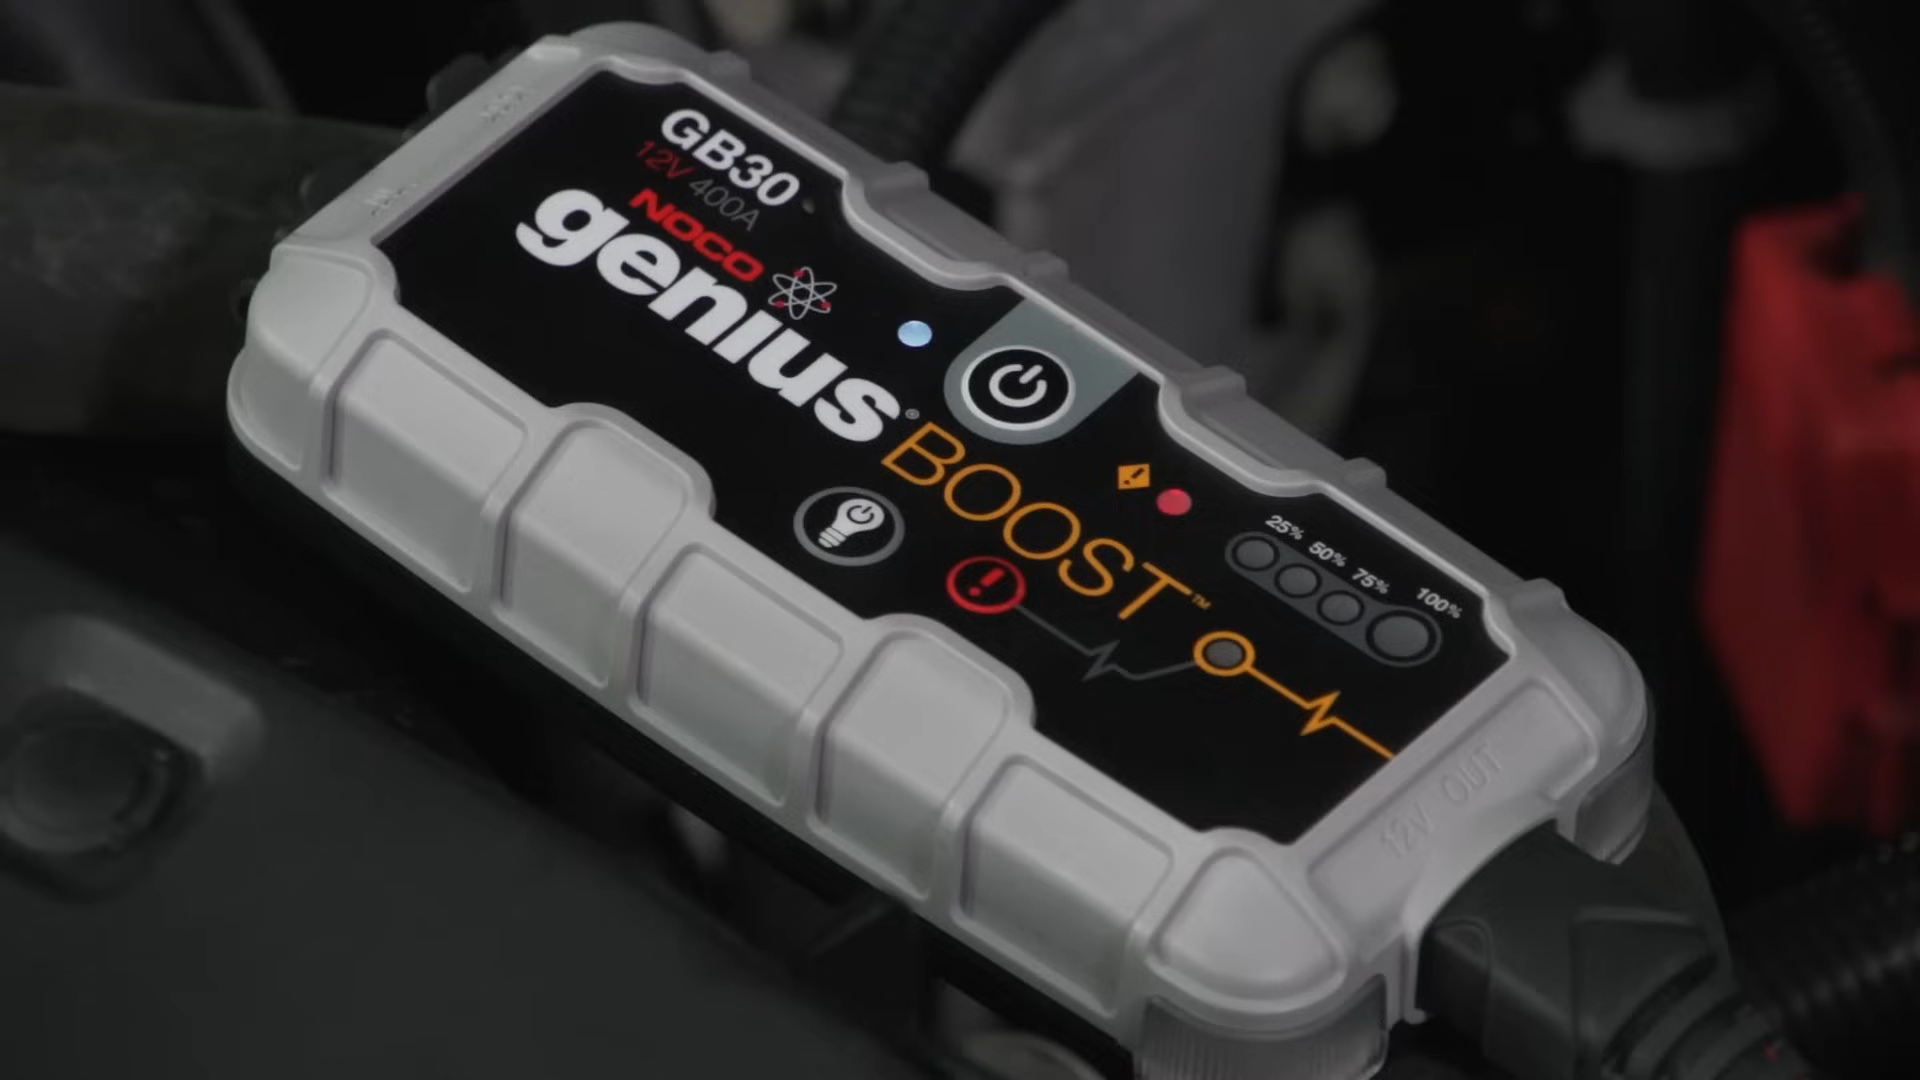 GB30
12V 400A
NOCO
genius®
BOOST™
25% 50% 75% 100%
12V OUT